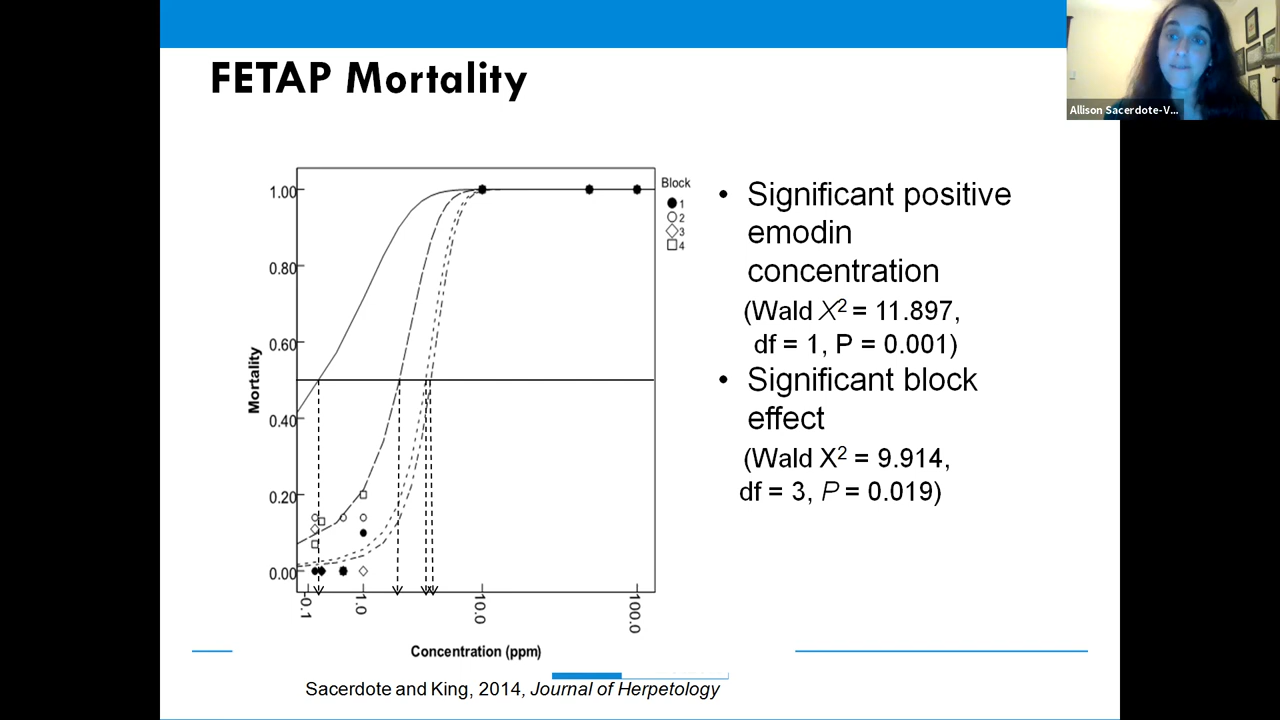 FETAP Mortality
Allison Sacerdote-V...
Mortality
1.00
0.80
0.60
0.40
0.20
0.00
0.1
1.0
10.0
100.0
Concentration (ppm)
Block
1
2
3
4
• Significant positive
emodin
concentration
(Wald X² = 11.897,
df = 1, P = 0.001)
• Significant block
effect
(Wald X² = 9.914,
df = 3, P = 0.019)
Sacerdote and King, 2014, Journal of Herpetology